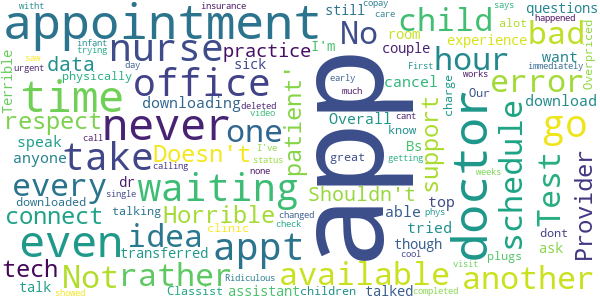 witht insurance copay says happened
appointment still care questions
infant
trying
nurse No child bad
saw
urgent day practice I'm room experience alot
couple want
office data sick patient' hour error Overpriced
Terrible physically early First works immediately
time downloading deleted much cancel
video Overall charge Our download
respect never one app support doctor schedule go
call cant know
speak take Doesn't great Bs Test
anyone calling I've getting
every waiting status Shouldn't
downloaded dr none weeks Provider
connect talking Horrible changed able top
single check phys dont
even idea clinic appt tried though ask
transferred cool plugs
tech Not rather available another
visit
talk Classist assistant children talked
showed Ridiculous completed